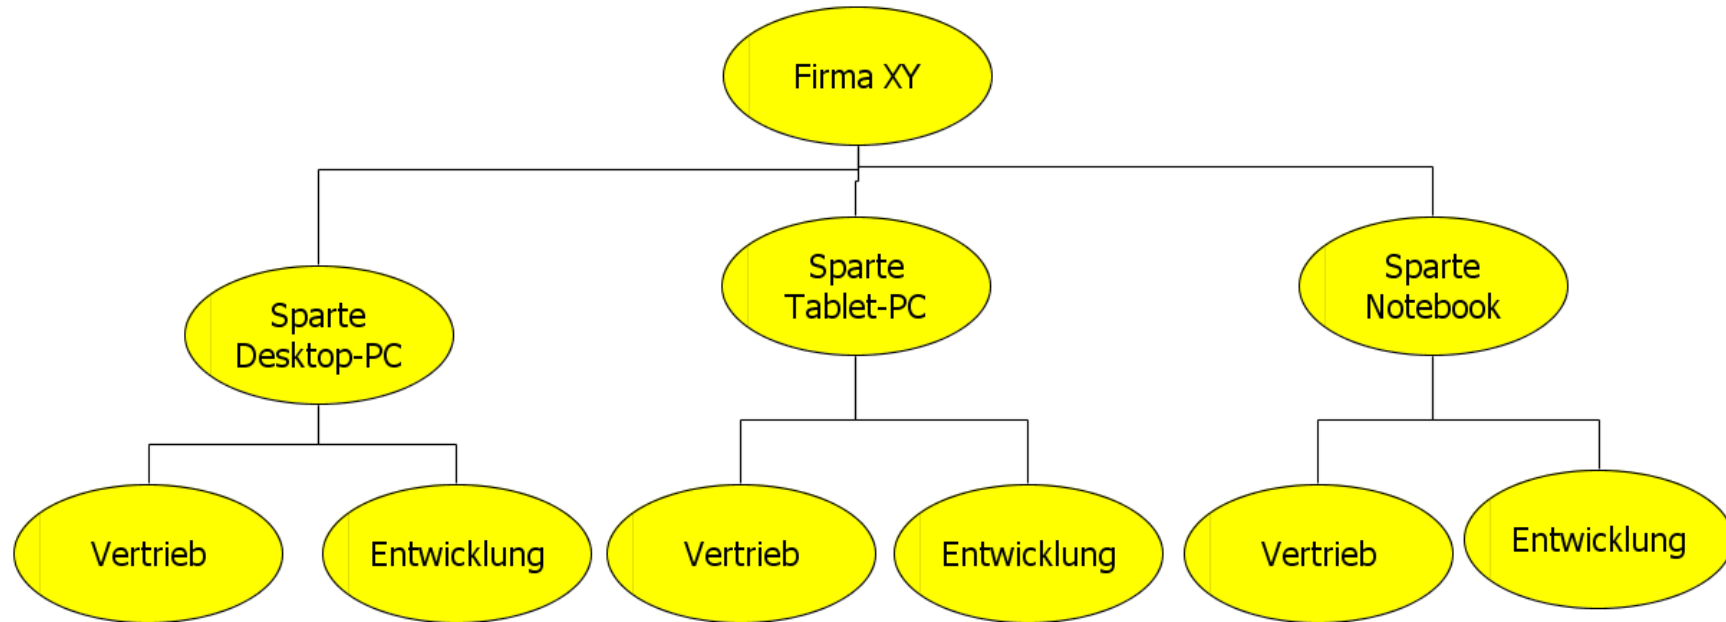 Firma XY
Sparte
Desktop-PC
Sparte
Tablet-PC
Sparte
Notebook
Vertrieb
Entwicklung
Vertrieb
Entwicklung
Vertrieb
Entwicklung